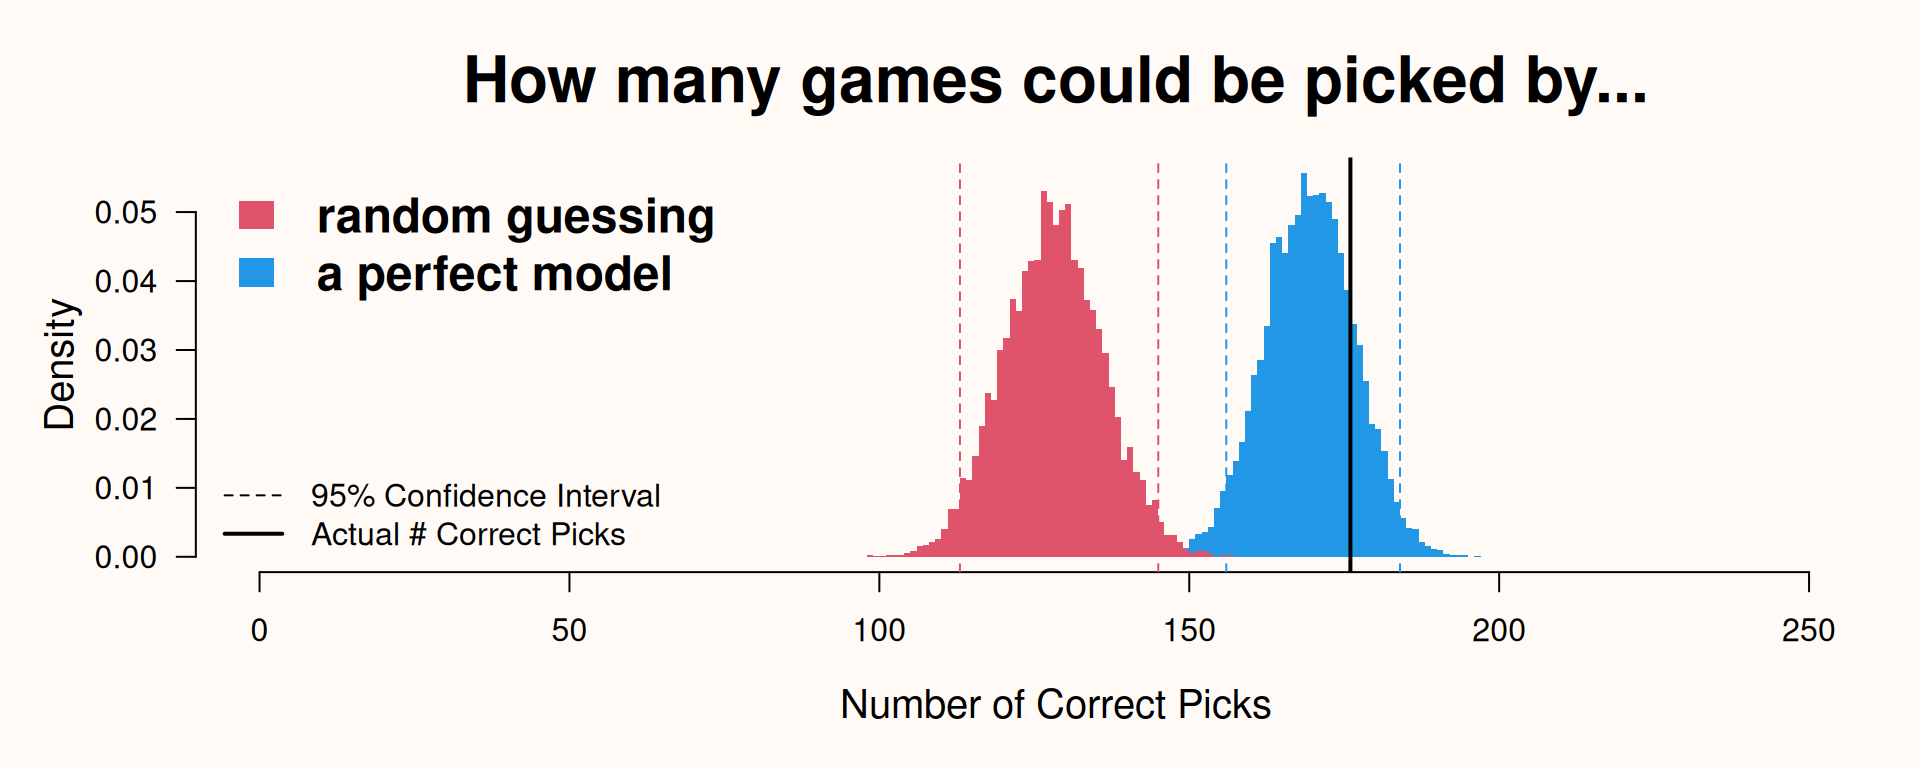 How many games could be picked by...
random guessing
a perfect model
Density
0.05
0.04
0.03
0.02
0.01
0.00
95% Confidence Interval
Actual # Correct Picks
0 50 100 150 200 250
Number of Correct Picks